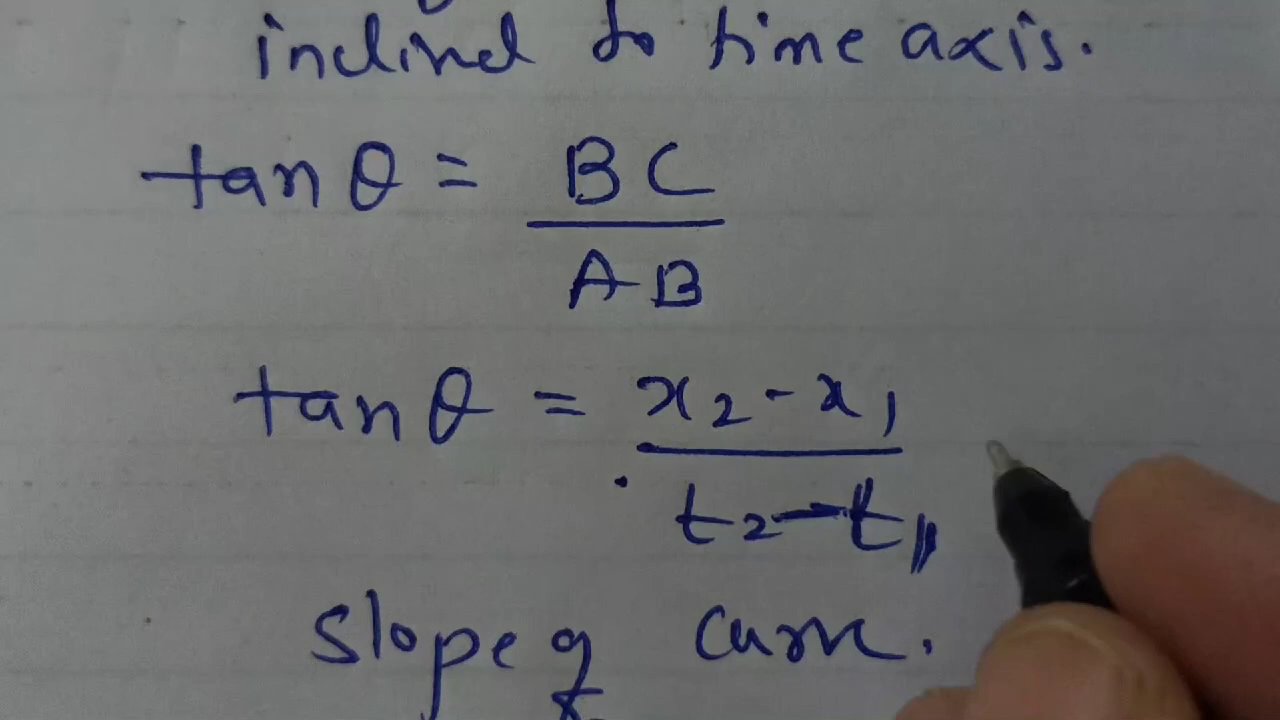 inclined to time axis.
tan θ = BC
AB
tan θ = x₂ - x₁
t₂ - t₁
slope of curve.